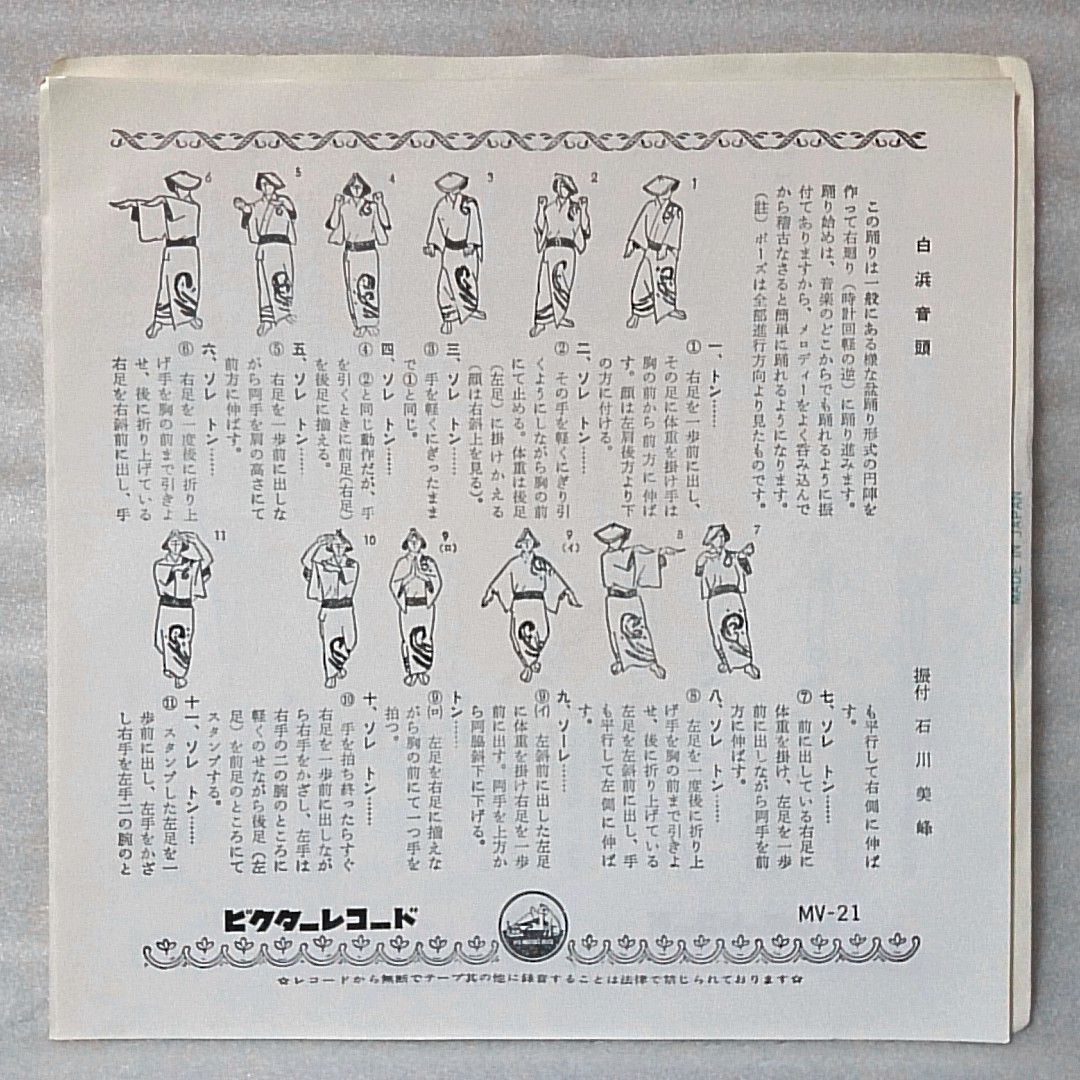 白浜音頭
振付 石川美峰
この踊りは一般にある様な盆踊り形式の円陣を
作って右廻り(時計回軽の逆)に踊り進みます。
踊り始めは、音楽のどこからでも踊れるように振
付てありますから、メロディーをよく呑み込んで
から稽古なさると簡単に踊れるようになります。
(註)ポーズは全部進行方向より見たものです。
1
2
3
4
5
6
一、トン……
① 右足を一歩前に出し、
その足に体重を掛け手は
胸の前から前方に伸ば
す。顔は左肩後方より下
の方に付ける。
二、ソレ トン……
② その手を軽くにぎり引
くようにしながら胸の前
にて止める。体重は後足
(左足)に掛けかえる
(顔は右斜上を見る)。
三、ソレ トン……
③ 手を軽くにぎったまま
で①と同じ。
四、ソレ トン……
④ ②と同じ動作だが、手
を引くときに前足(右足)
を後足に揃える。
五、ソレ トン……
⑤ 右足を一歩前に出しな
がら両手を肩の高さにて
前方に伸ばす。
六、ソレ トン……
⑥ 右足を一度後に折り上
げ手を胸の前まで引きよ
せ、後に折り上げている
右足を右斜前に出し、手
7
8
9
(イ)
9
(ロ)
10
11
も平行して右側に伸ば
す。
七、ソレ トン……
⑦ 前に出している右足に
体重を掛け、左足を一歩
前に出しながら両手を前
方に伸ばす。
八、ソレ トン……
⑧ 左足を一度後に折り上
げ手を胸の前まで引きよ
せ、後に折り上げている
左足を左斜前に出し、手
も平行して左側に伸ば
す。
九、ソーレ……
⑨(イ) 左斜前に出した左足
に体重を掛け右足を一歩
前に出す。両手を上方か
ら両脇斜下に下げる。
トン……
⑨(ロ) 左足を右足に揃えな
がら胸の前にて一つ手を
拍つ。
十、ソレ トン……
⑩ 手を拍ち終ったらすぐ
右足を一歩前に出しなが
ら右手をかざし、左手は
右手の二の腕のところに
軽くのせながら後足(左
足)を前足のところにて
スタンプする。
十一、ソレ トン……
⑪ スタンプした左足を一
歩前に出し、左手をかざ
し右手を左手二の腕のと
MADE IN JAPAN
ビクターレコード
MV-21
☆レコードから無断でテープ其の他に録音することは法律で禁じられております☆